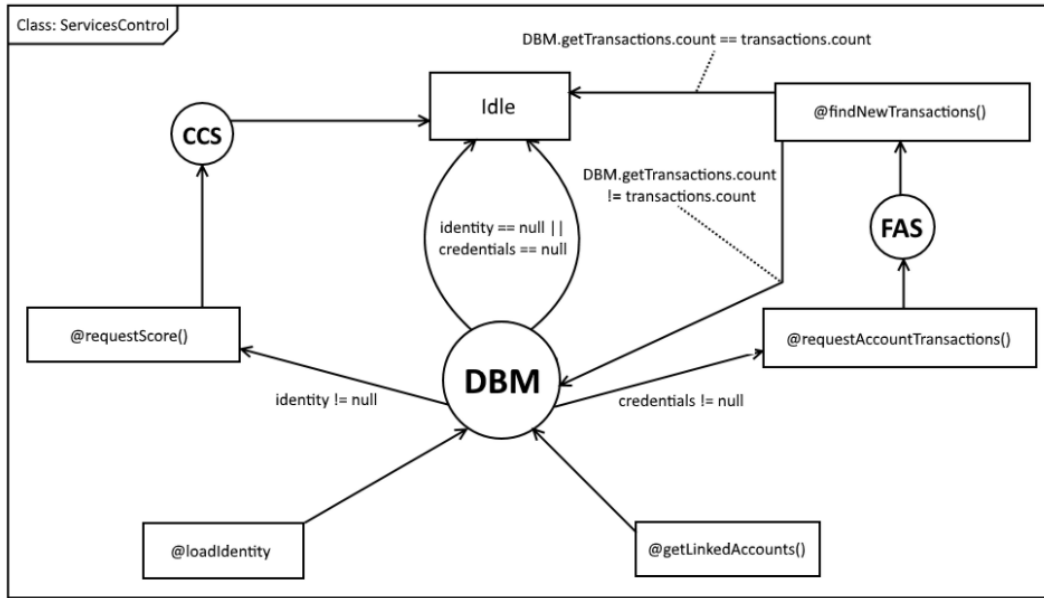 Class: ServicesControl
DBM.getTransactions.count == transactions.count
Idle
@findNewTransactions()
CCS
DBM.getTransactions.count
!= transactions.count
identity == null ||
credentials == null
FAS
@requestScore()
@requestAccountTransactions()
DBM
identity != null
credentials != null
@loadIdentity
@getLinkedAccounts()